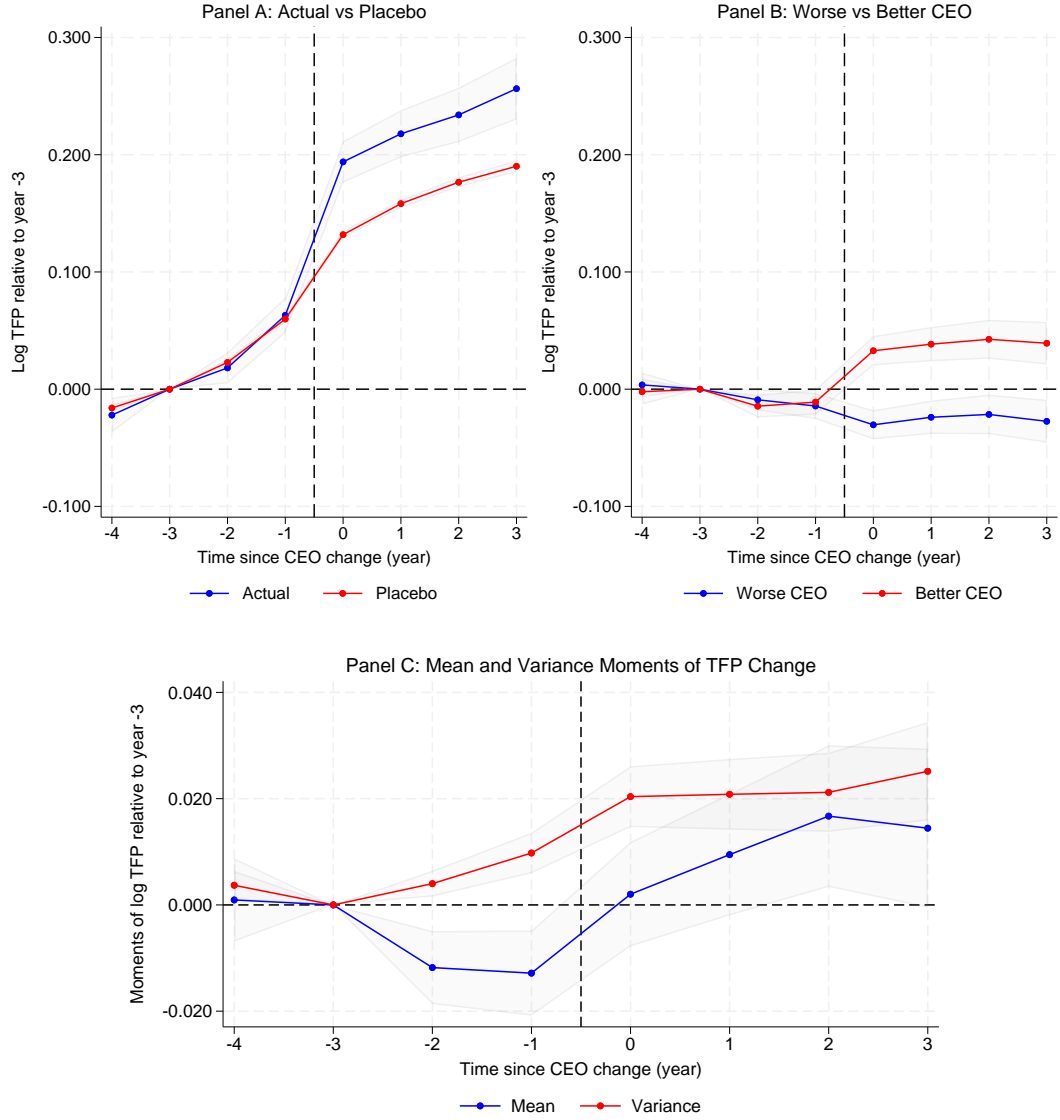 Panel A: Actual vs Placebo
Log TFP relative to year -3
0.300
0.200
0.100
0.000
-0.100
-4 -3 -2 -1 0 1 2 3
Time since CEO change (year)
Actual Placebo
Panel B: Worse vs Better CEO
Log TFP relative to year -3
0.300
0.200
0.100
0.000
-0.100
-4 -3 -2 -1 0 1 2 3
Time since CEO change (year)
Worse CEO Better CEO
Panel C: Mean and Variance Moments of TFP Change
Moments of log TFP relative to year -3
0.040
0.020
0.000
-0.020
-4 -3 -2 -1 0 1 2 3
Time since CEO change (year)
Mean Variance